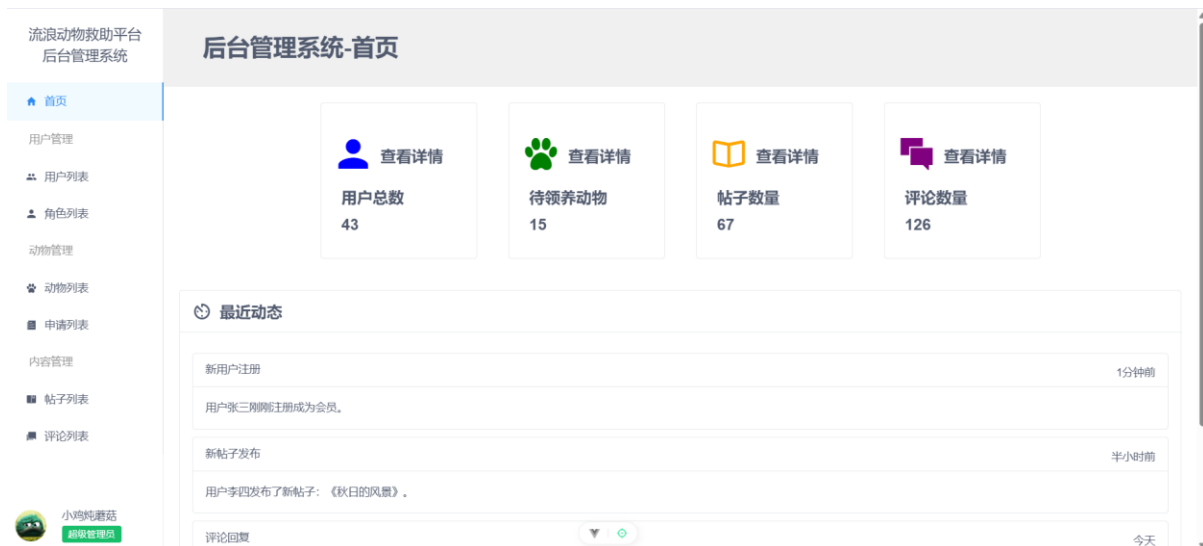 流浪动物救助平台
后台管理系统
首页
用户管理
用户列表
角色列表
动物管理
动物列表
申请列表
内容管理
帖子列表
评论列表
小鸡炖蘑菇
超级管理员
后台管理系统-首页
查看详情
用户总数
43
查看详情
待领养动物
15
查看详情
帖子数量
67
查看详情
评论数量
126
最近动态
新用户注册 1分钟前
用户张三刚刚注册成为会员。
新帖子发布 半小时前
用户李四发布了新帖子：《秋日的风景》。
评论回复 今天